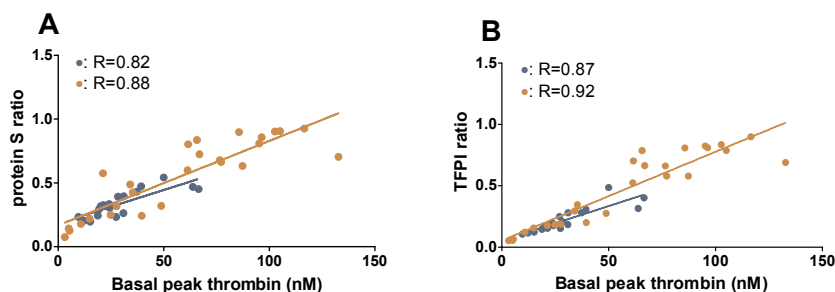 A
●: R=0.82
●: R=0.88
1.5
1.0
0.5
0.0
protein S ratio
0
50
100
150
Basal peak thrombin (nM)
B
●: R=0.87
●: R=0.92
1.5
1.0
0.5
0.0
TFPI ratio
0
50
100
150
Basal peak thrombin (nM)